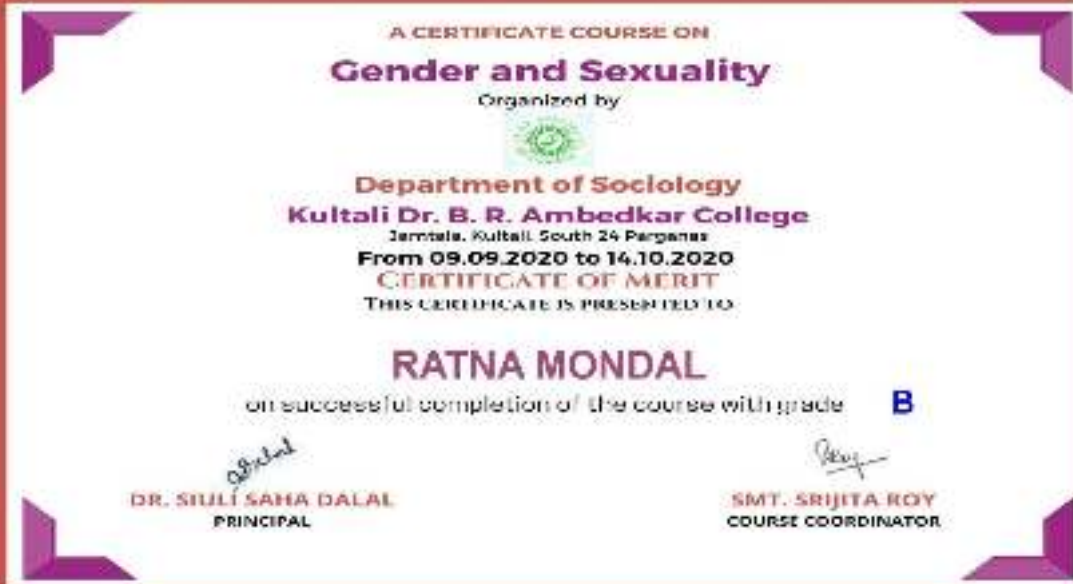 A CERTIFICATE COURSE ON
Gender and Sexuality
Organized by
Department of Sociology
Kultali Dr. B. R. Ambedkar College
Jamtala, Kultali, South 24 Parganas
From 09.09.2020 to 14.10.2020
CERTIFICATE OF MERIT
THIS CERTIFICATE IS PRESENTED TO
RATNA MONDAL
on successful completion of the course with grade B
DR. SIULI SAHA DALAL
PRINCIPAL
SMT. SRIJITA ROY
COURSE COORDINATOR